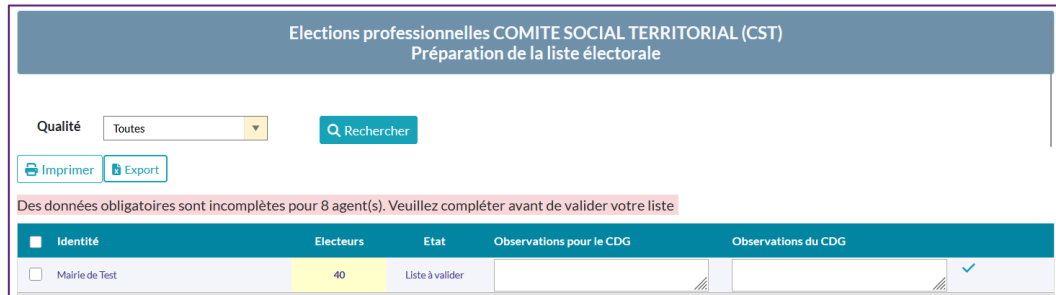 Elections professionnelles COMITE SOCIAL TERRITORIAL (CST)
Préparation de la liste électorale
Qualité Toutes Rechercher
Imprimer Export
Des données obligatoires sont incomplètes pour 8 agent(s). Veuillez compléter avant de valider votre liste
Identité Electeurs Etat Observations pour le CDG Observations du CDG
Mairie de Test 40 Liste à valider